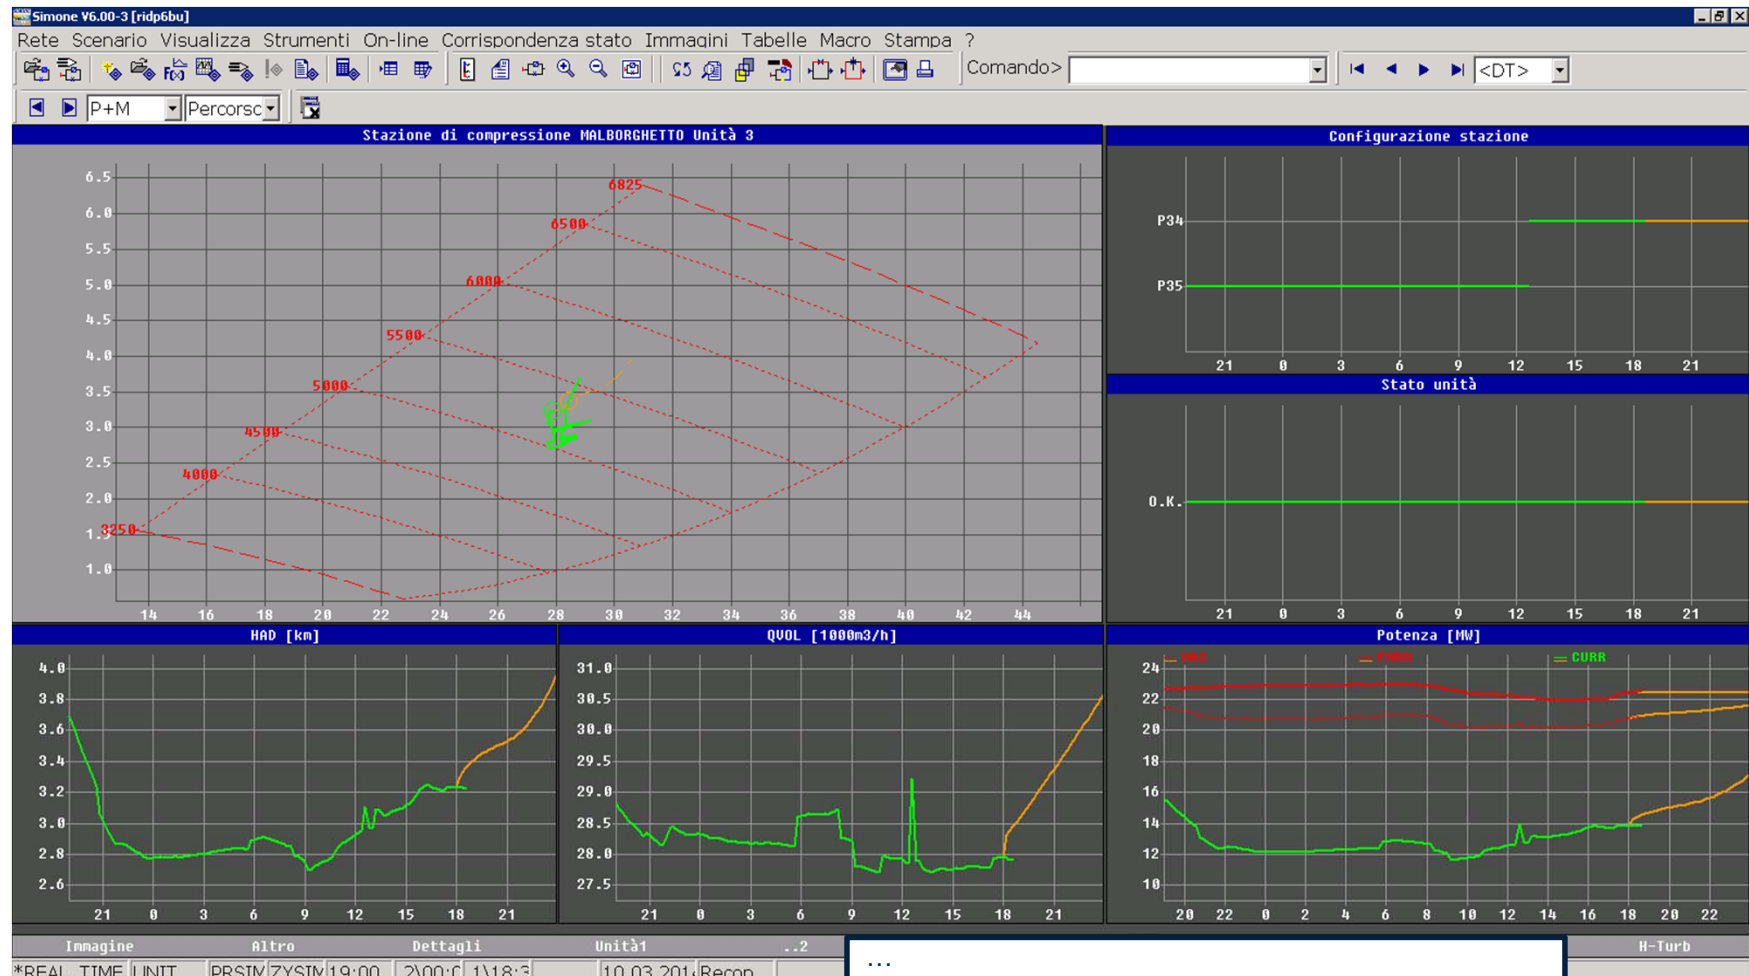 Simone V6.00-3 [ridp6bu]
Rete Scenario Visualizza Strumenti On-line Corrispondenza stato Immagini Tabelle Macro Stampa ?
Comando> <DT>
P+M Percorsc
Stazione di compressione MALBORGHETTO Unità 3
6.5
6.0
5.5
5.0
4.5
4.0
3.5
3.0
2.5
2.0
1.5
1.0
6825
6500
6000
5500
5000
4500
4000
3250
14 16 18 20 22 24 26 28 30 32 34 36 38 40 42 44
Configurazione stazione
P34
P35
21 0 3 6 9 12 15 18 21
Stato unità
O.K.
21 0 3 6 9 12 15 18 21
HAD [km]
4.0
3.8
3.6
3.4
3.2
3.0
2.8
2.6
21 0 3 6 9 12 15 18 21
QVOL [1000m3/h]
31.0
30.5
30.0
29.5
29.0
28.5
28.0
27.5
21 0 3 6 9 12 15 18 21
Potenza [MW]
CURR
24
22
20
18
16
14
12
10
20 22 0 2 4 6 8 10 12 14 16 18 20 22
Immagine Altro Dettagli Unità1 ..2 H-Turb
*REAL_TIME UNIT PRSIM ZYSIM 19:00 10.03.201 Recon
...